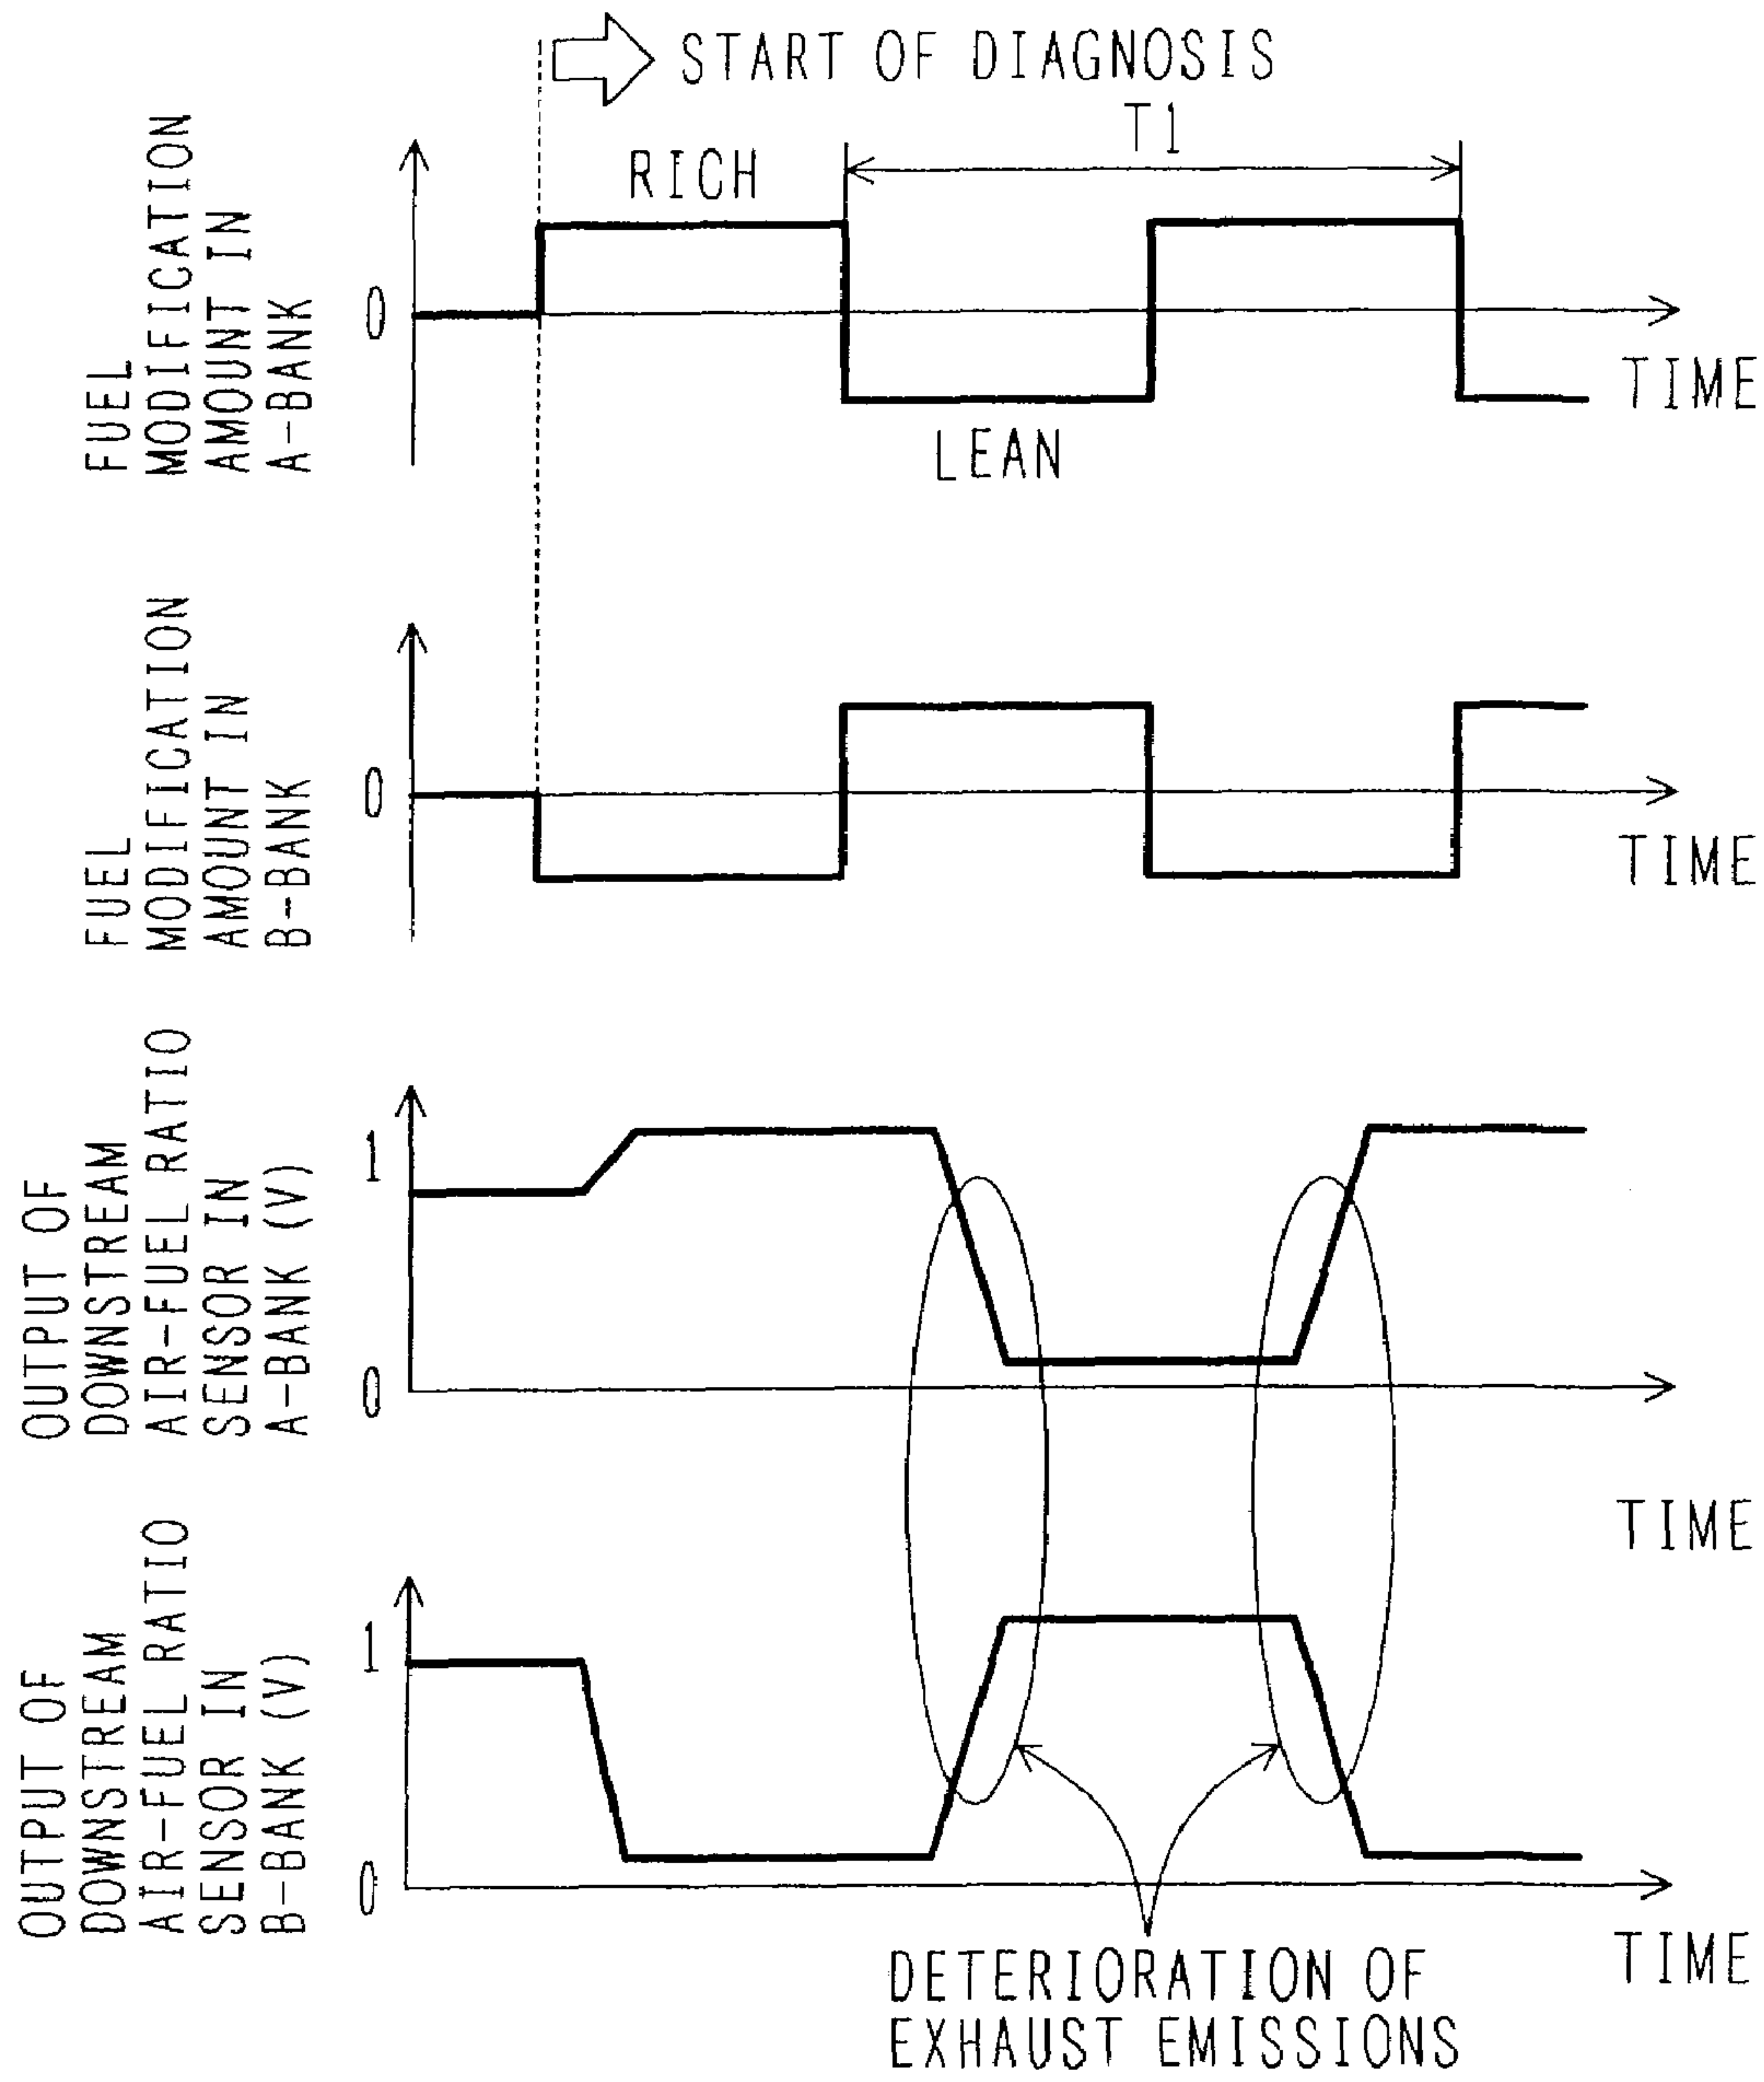 START OF DIAGNOSIS
T1
RICH
FUEL
MODIFICATION
AMOUNT IN
A-BANK
0
TIME
LEAN
FUEL
MODIFICATION
AMOUNT IN
B-BANK
0
TIME
OUTPUT OF
DOWNSTREAM
AIR-FUEL RATIO
SENSOR IN
A-BANK (V)
1
0
TIME
OUTPUT OF
DOWNSTREAM
AIR-FUEL RATIO
SENSOR IN
B-BANK (V)
1
0
TIME
DETERIORATION OF
EXHAUST EMISSIONS